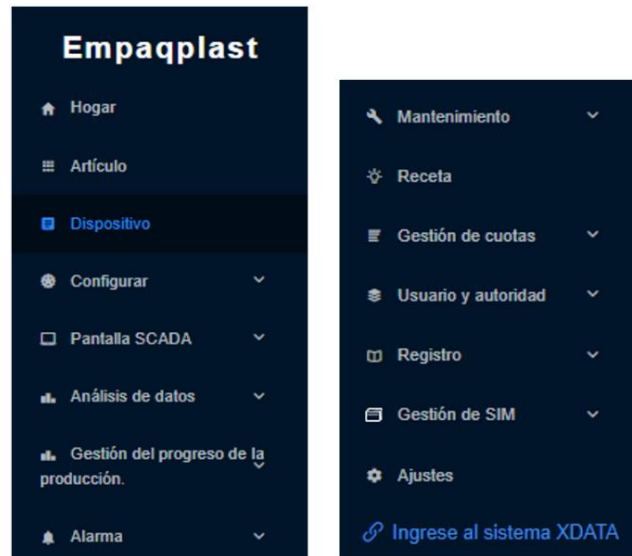 Empaqplast
Hogar
Artículo
Dispositivo
Configurar
Pantalla SCADA
Análisis de datos
Gestión del progreso de la
producción.
Alarma
Mantenimiento
Receta
Gestión de cuotas
Usuario y autoridad
Registro
Gestión de SIM
Ajustes
Ingrese al sistema XDATA